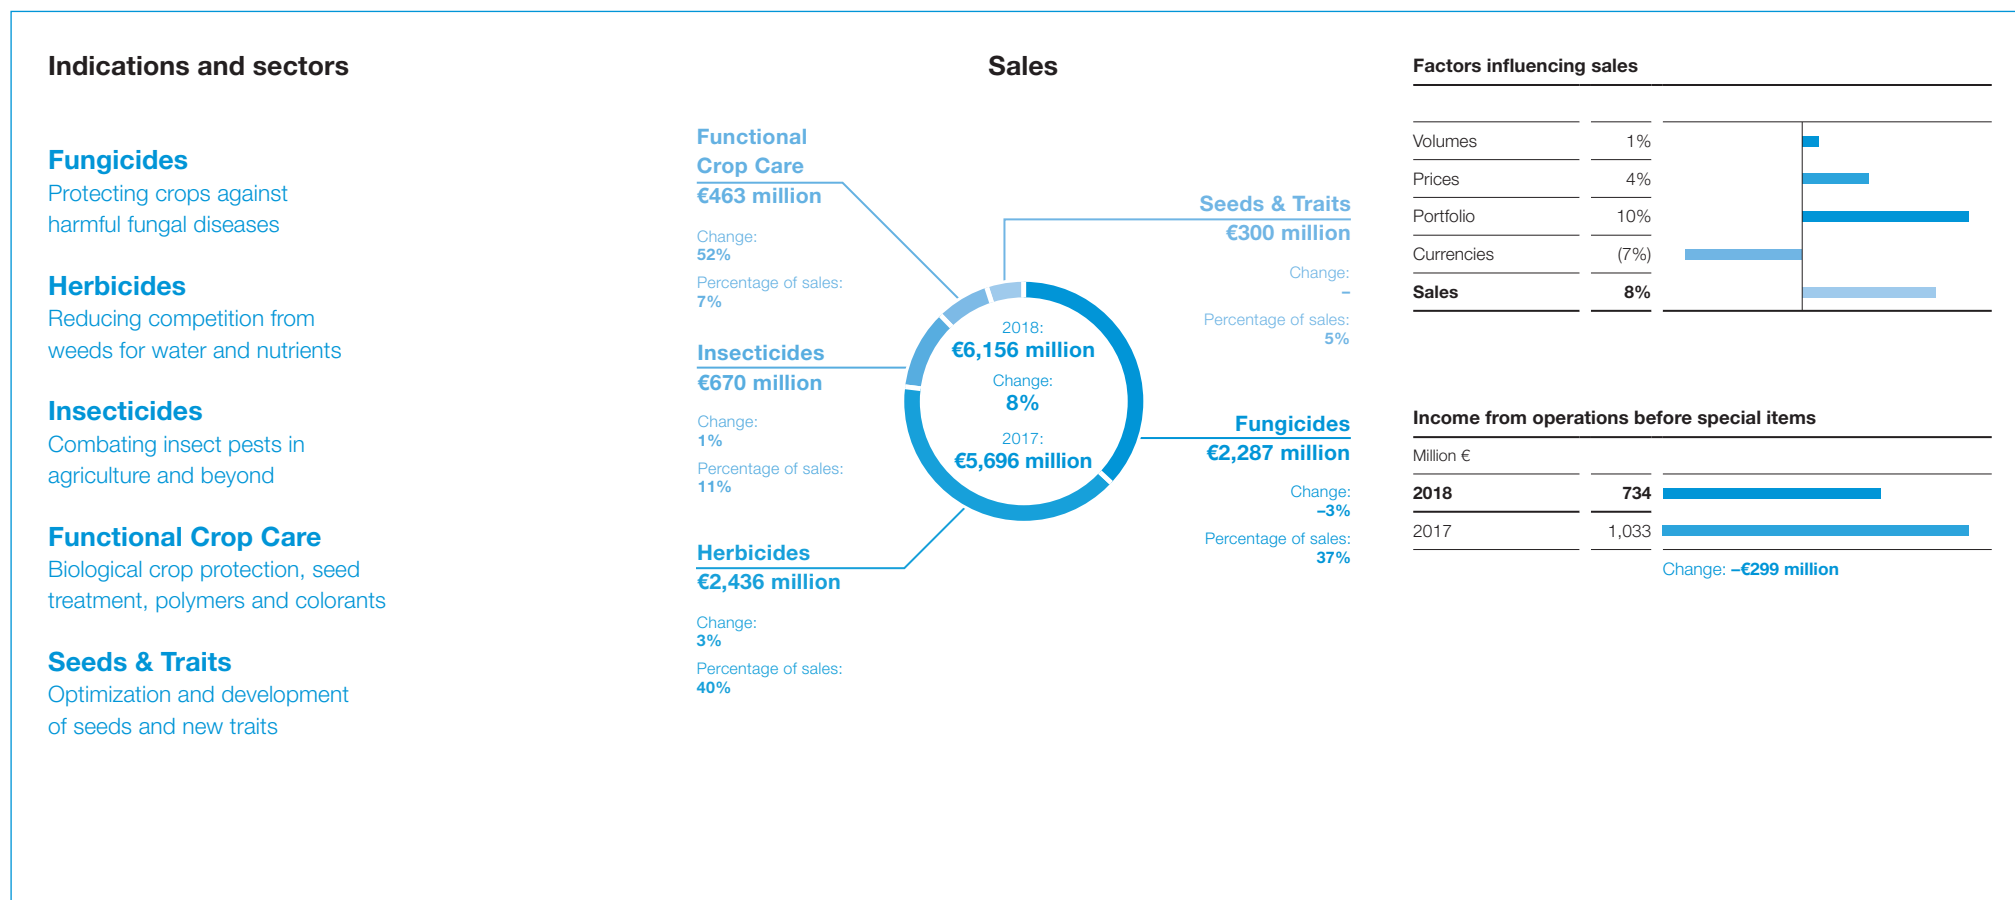 Indications and sectors
Fungicides
Protecting crops against
harmful fungal diseases
Herbicides
Reducing competition from
weeds for water and nutrients
Insecticides
Combating insect pests in
agriculture and beyond
Functional Crop Care
Biological crop protection, seed
treatment, polymers and colorants
Seeds & Traits
Optimization and development
of seeds and new traits
Sales
Functional
Crop Care
€463 million
Change:
52%
Percentage of sales:
7%
Insecticides
€670 million
Change:
1%
Percentage of sales:
11%
Herbicides
€2,436 million
Change:
3%
Percentage of sales:
40%
2018:
€6,156 million
Change:
8%
2017:
€5,696 million
Seeds & Traits
€300 million
Change:
–
Percentage of sales:
5%
Fungicides
€2,287 million
Change:
–3%
Percentage of sales:
37%
Factors influencing sales
Volumes 1%
Prices 4%
Portfolio 10%
Currencies (7%)
Sales 8%
Income from operations before special items
Million €
2018 734
2017 1,033
Change: –€299 million